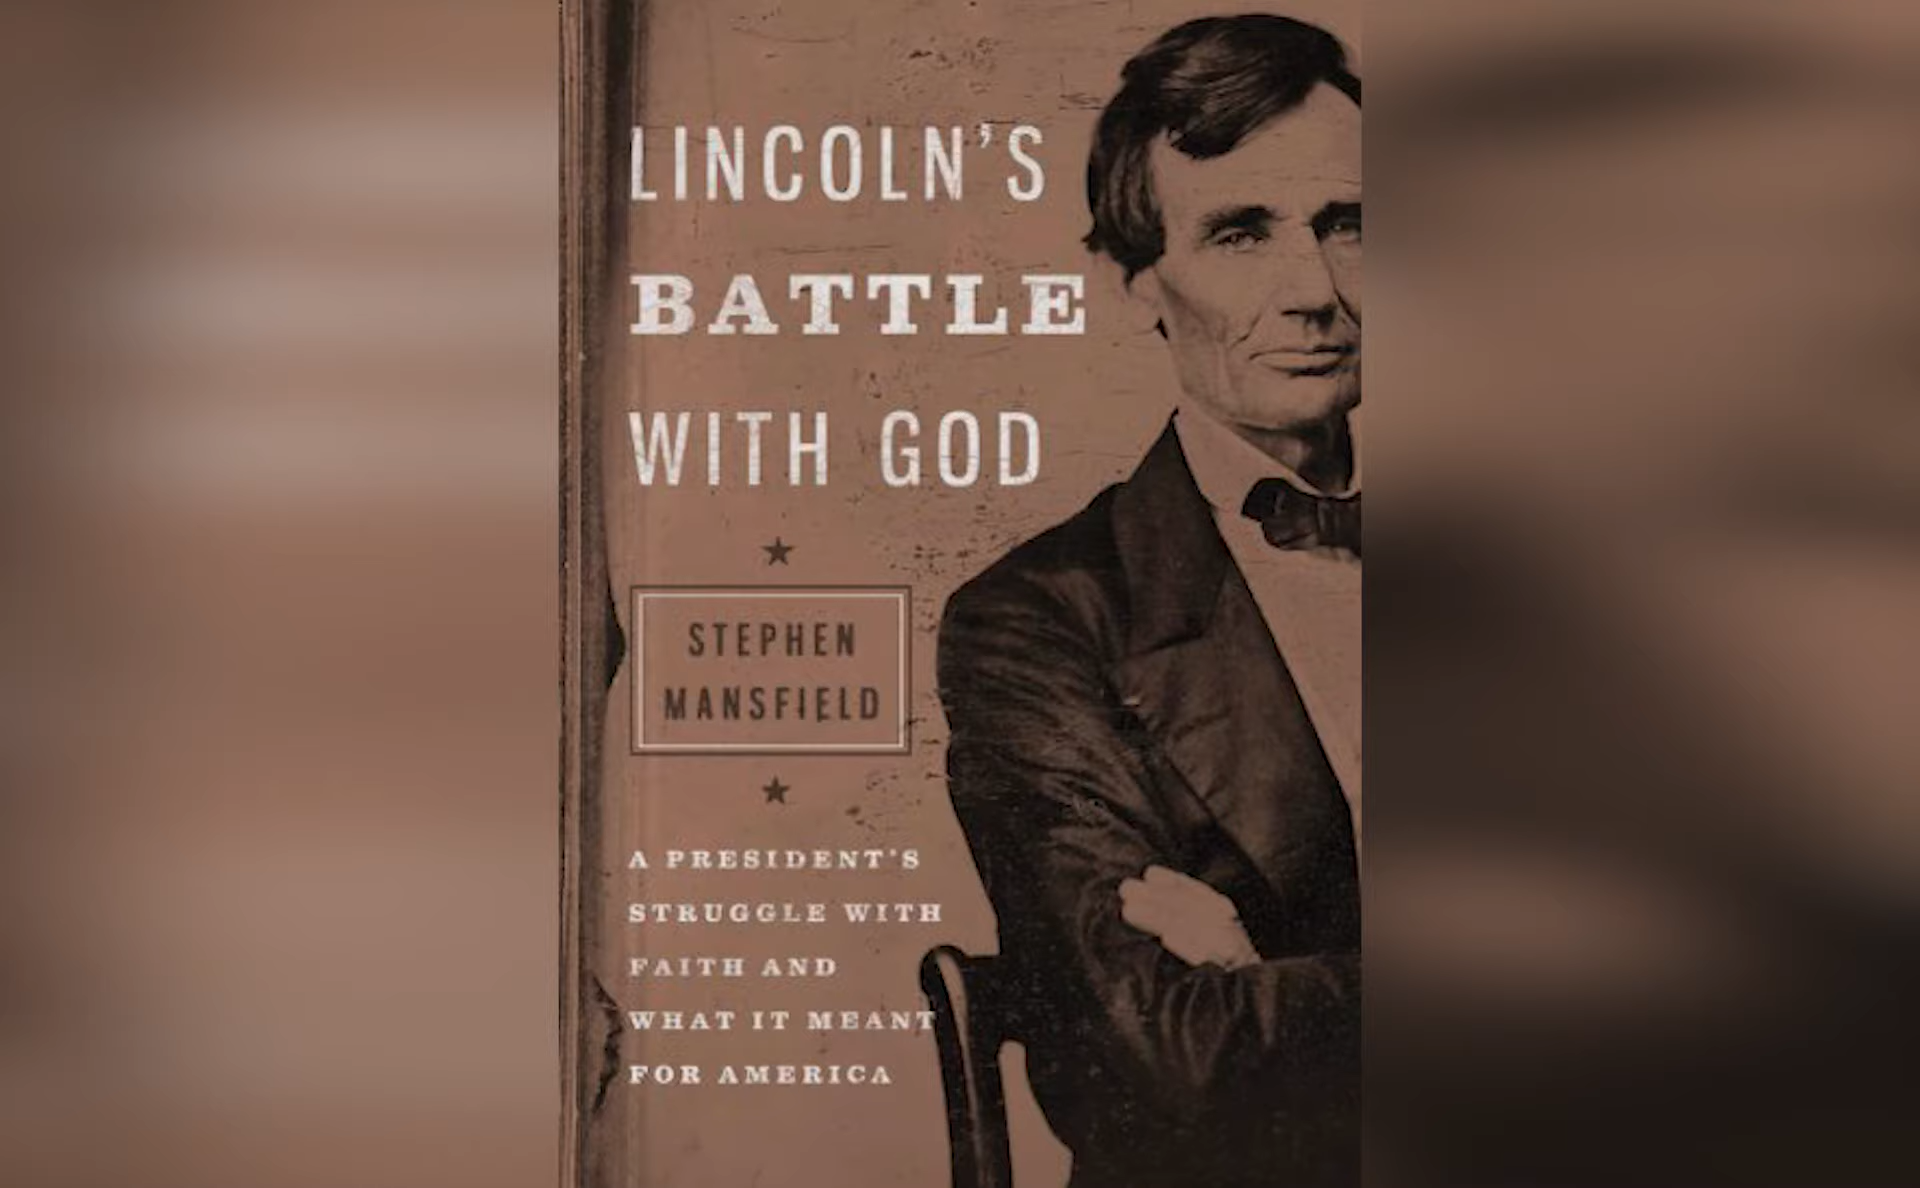 LINCOLN'S
BATTLE
WITH GOD
STEPHEN
MANSFIELD
A PRESIDENT'S
STRUGGLE WITH
FAITH AND
WHAT IT MEANT
FOR AMERICA